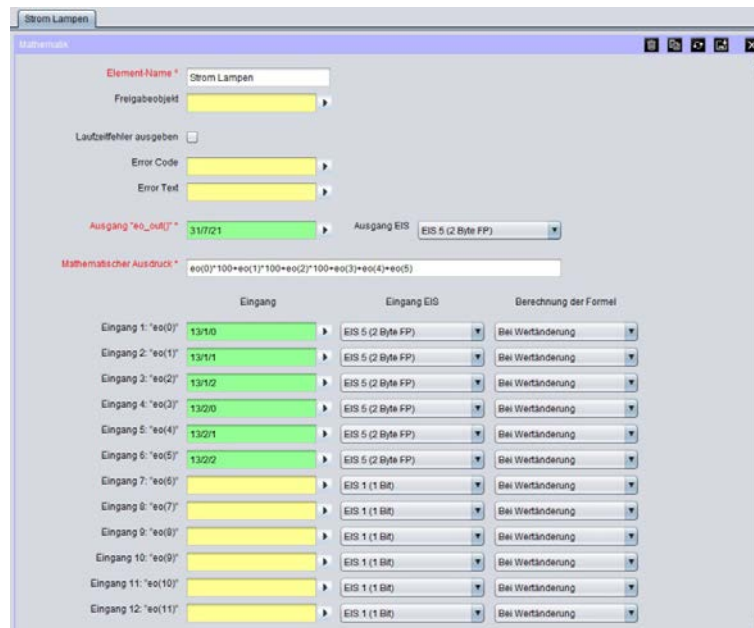 Strom Lampen
Mathematik
Element-Name * Strom Lampen
Freigabeobjekt
Laufzeitfehler ausgeben
Error Code
Error Text
Ausgang "eo_out()" * 31/7/21 Ausgang EIS EIS 5 (2 Byte FP)
Mathematischer Ausdruck * eo(0)*100+eo(1)*100+eo(2)*100+eo(3)+eo(4)+eo(5)
Eingang Eingang EIS Berechnung der Formel
Eingang 1: "eo(0)" 13/1/0 EIS 5 (2 Byte FP) Bei Wertänderung
Eingang 2: "eo(1)" 13/1/1 EIS 5 (2 Byte FP) Bei Wertänderung
Eingang 3: "eo(2)" 13/1/2 EIS 5 (2 Byte FP) Bei Wertänderung
Eingang 4: "eo(3)" 13/2/0 EIS 5 (2 Byte FP) Bei Wertänderung
Eingang 5: "eo(4)" 13/2/1 EIS 5 (2 Byte FP) Bei Wertänderung
Eingang 6: "eo(5)" 13/2/2 EIS 5 (2 Byte FP) Bei Wertänderung
Eingang 7: "eo(6)" EIS 1 (1 Bit) Bei Wertänderung
Eingang 8: "eo(7)" EIS 1 (1 Bit) Bei Wertänderung
Eingang 9: "eo(8)" EIS 1 (1 Bit) Bei Wertänderung
Eingang 10: "eo(9)" EIS 1 (1 Bit) Bei Wertänderung
Eingang 11: "eo(10)" EIS 1 (1 Bit) Bei Wertänderung
Eingang 12: "eo(11)" EIS 1 (1 Bit) Bei Wertänderung